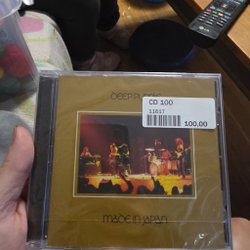 DEEP PURPLE
CD 100
11617
100,00
MADE IN JAPAN